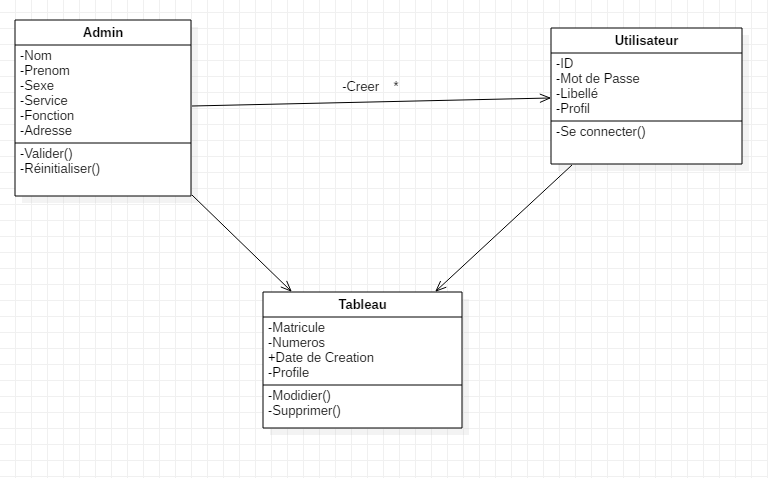 Admin
-Nom
-Prenom
-Sexe
-Service
-Fonction
-Adresse
-Valider()
-Réinitialiser()
-Creer *
Utilisateur
-ID
-Mot de Passe
-Libellé
-Profil
-Se connecter()
Tableau
-Matricule
-Numeros
+Date de Creation
-Profile
-Modidier()
-Supprimer()